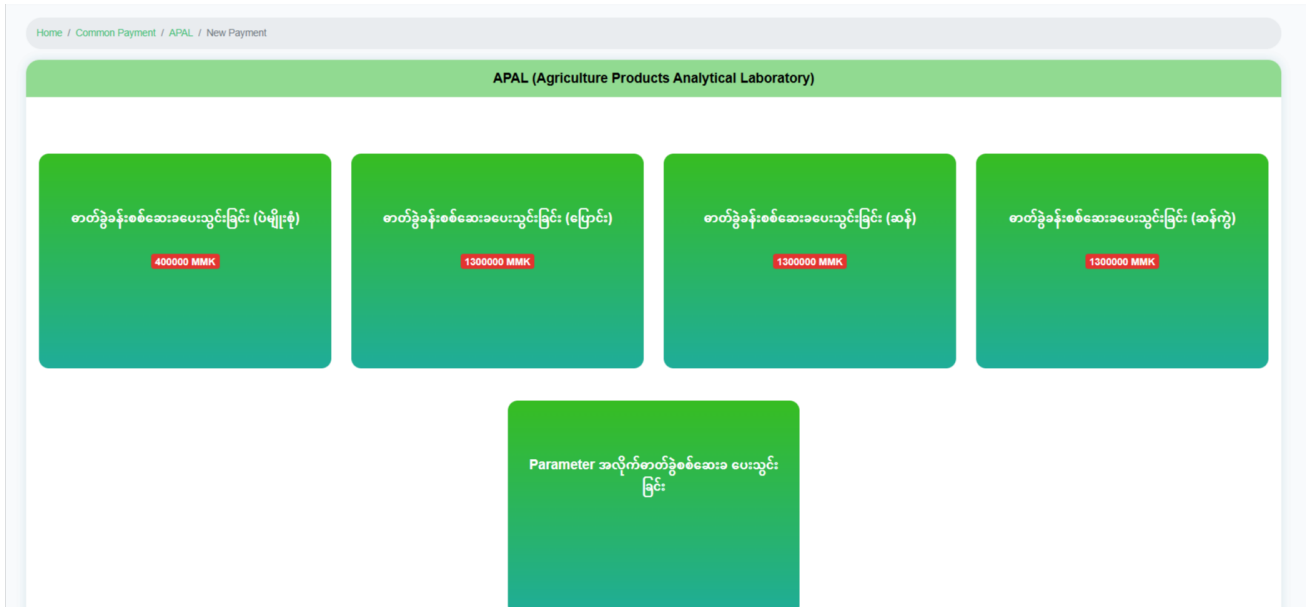 Home / Common Payment / APAL / New Payment
APAL (Agriculture Products Analytical Laboratory)
ဓာတ်ခွဲခန်းစစ်ဆေးခပေးသွင်းခြင်း (ပဲမျိုးစုံ)
400000 MMK
ဓာတ်ခွဲခန်းစစ်ဆေးခပေးသွင်းခြင်း (ပြောင်း)
1300000 MMK
ဓာတ်ခွဲခန်းစစ်ဆေးခပေးသွင်းခြင်း (ဆန်)
1300000 MMK
ဓာတ်ခွဲခန်းစစ်ဆေးခပေးသွင်းခြင်း (ဆန်ကွဲ)
1300000 MMK
Parameter အလိုက်ဓာတ်ခွဲစစ်ဆေးခ ပေးသွင်း
ခြင်း